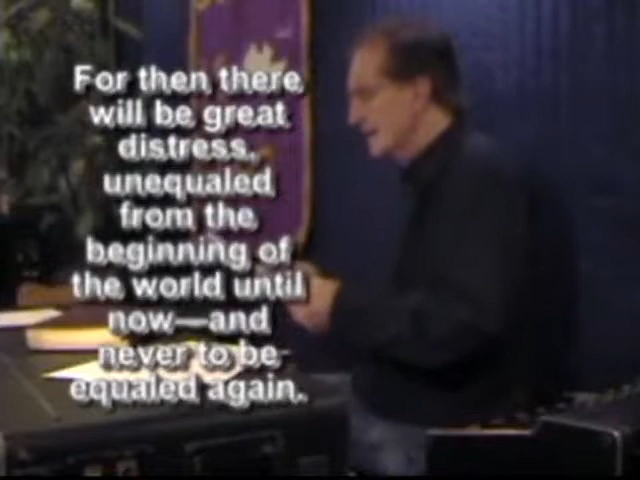 For then there
will be great
distress,
unequaled
from the
beginning of
the world until
now—and
never to be
equaled again.